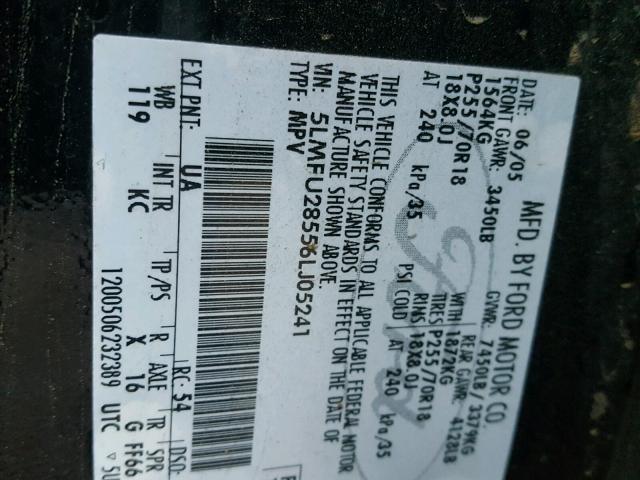 MFD. BY FORD MOTOR CO.
DATE: 06/05 GVWR: 7450LB / 3379KG
FRONT GAWR: 3450LB REAR GAWR: 4128LB
1564KG WITH 1872KG
P255/70R18 TIRES P255/70R18
18X8.0J RIMS 18X8.0J
AT 240 kPa/35 PSI COLD AT 240 kPa/35
THIS VEHICLE CONFORMS TO ALL APPLICABLE FEDERAL MOTOR
VEHICLE SAFETY STANDARDS IN EFFECT ON THE DATE OF
MANUFACTURE SHOWN ABOVE.
VIN: 5LMFU28556LJ05241
TYPE: MPV
EXT PNT: UA RC: 54 DSO:
WB INT TR TP/PS R AXLE TR SPR
119 KC X 16 G FF66
1200506232389 UTC